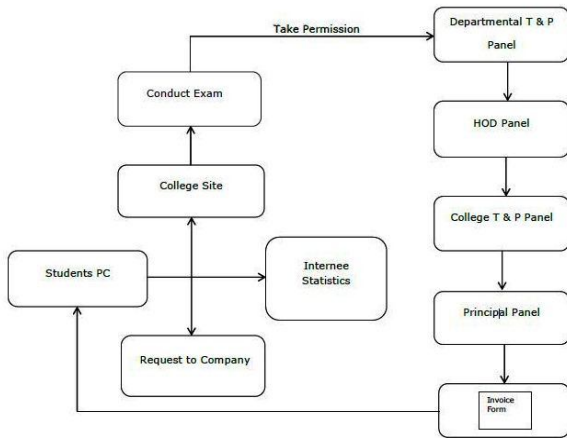 Take Permission
Departmental T & P
Panel
Conduct Exam
HOD Panel
College Site
College T & P Panel
Students PC
Internee
Statistics
Principal Panel
Request to Company
Invoice
Form